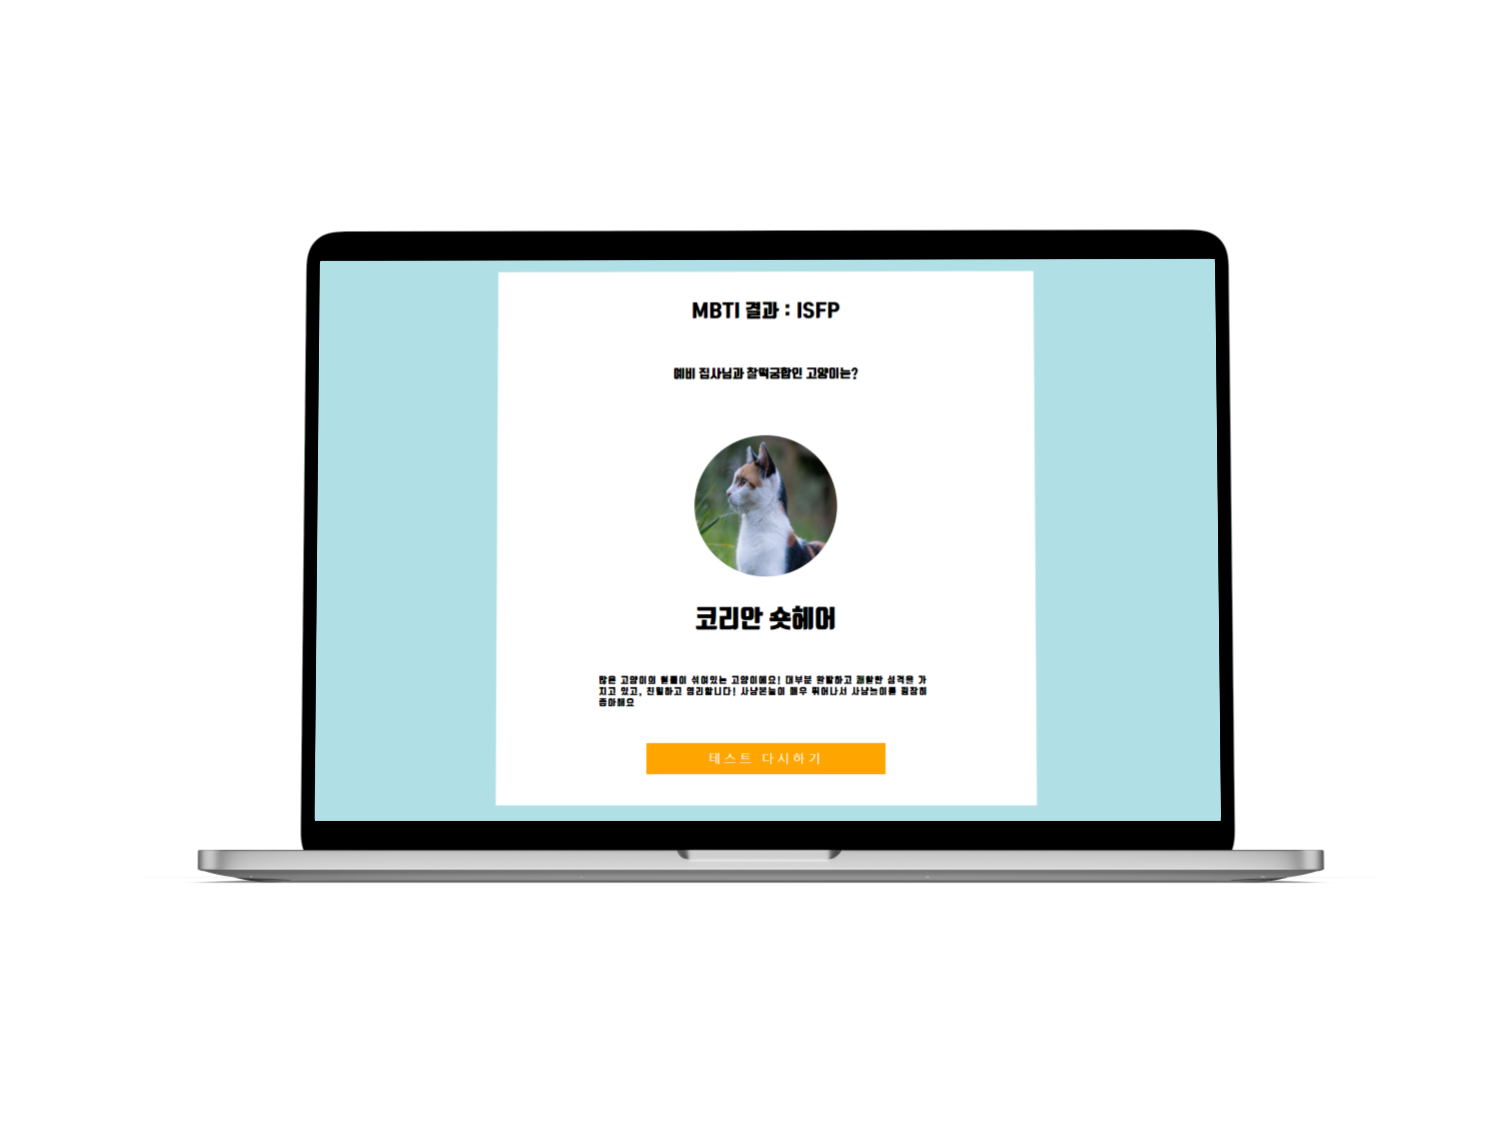 MBTI 결과 : ISFP
예비 집사님과 찰떡궁합인 고양이는?
코리안 숏헤어
많은 고양이의 혈통이 섞여있는 고양이에요! 대부분 활발하고 쾌활한 성격을 가
지고 있고, 친밀하고 영리합니다! 사냥본능이 매우 뛰어나서 사냥놀이를 굉장히
좋아해요
테스트 다시하기